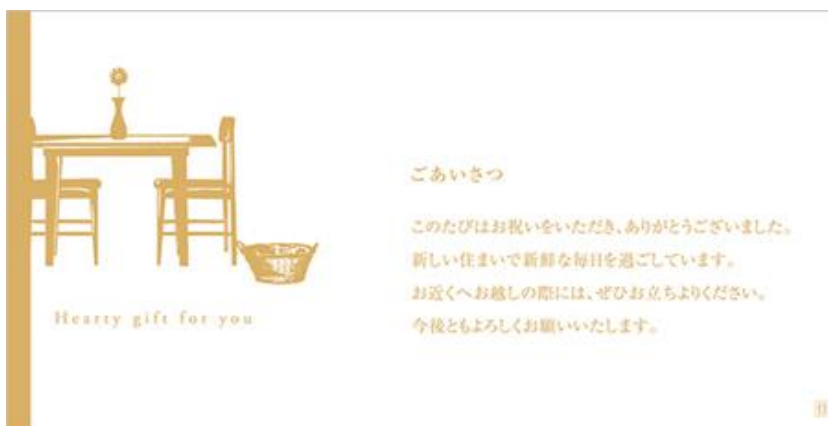 ごあいさつ
このたびはお祝いをいただき、ありがとうございました。
新しい住まいで新鮮な毎日を過ごしています。
お近くへお越しの際には、ぜひお立ちよりください。
今後ともよろしくお願いいたします。
Hearty gift for you